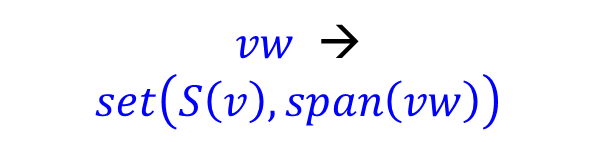 vw →
set(S(v), span(vw))